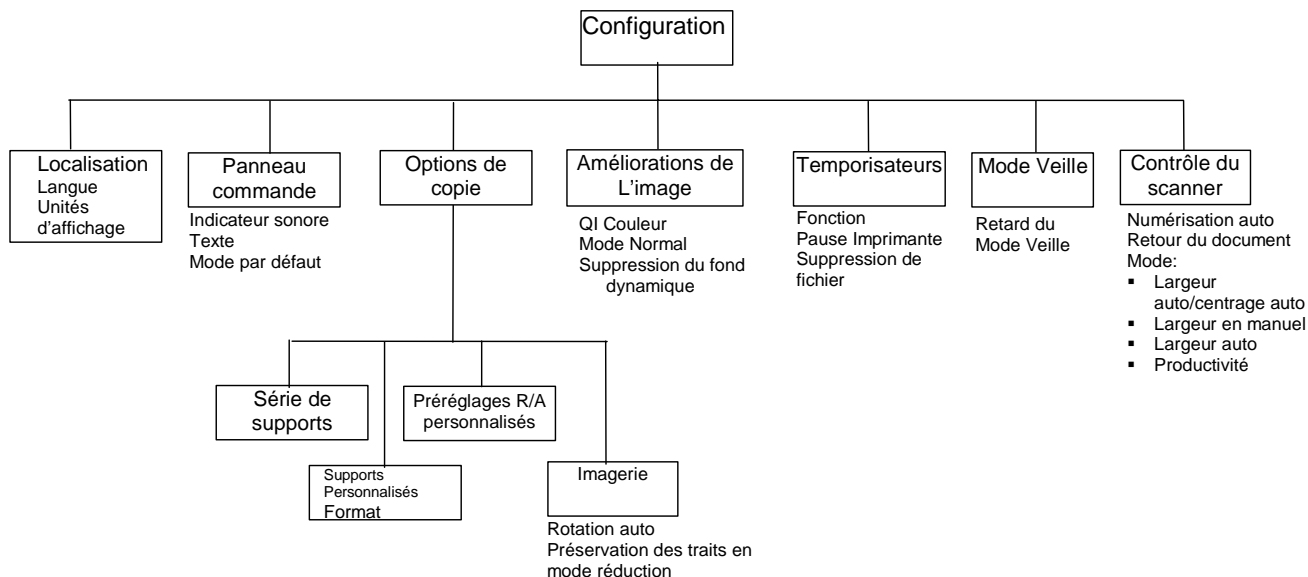 Configuration
Localisation
Langue
Unités
d'affichage
Panneau
commande
Indicateur sonore
Texte
Mode par défaut
Options de
copie
Améliorations de
L'image
QI Couleur
Mode Normal
Suppression du fond
dynamique
Temporisateurs
Fonction
Pause Imprimante
Suppression de
fichier
Mode Veille
Retard du
Mode Veille
Contrôle du
scanner
Numérisation auto
Retour du document
Mode:
▪ Largeur
auto/centrage auto
▪ Largeur en manuel
▪ Largeur auto
▪ Productivité
Série de
supports
Supports
Personnalisés
Format
Préréglages R/A
personnalisés
Imagerie
Rotation auto
Préservation des traits en
mode réduction